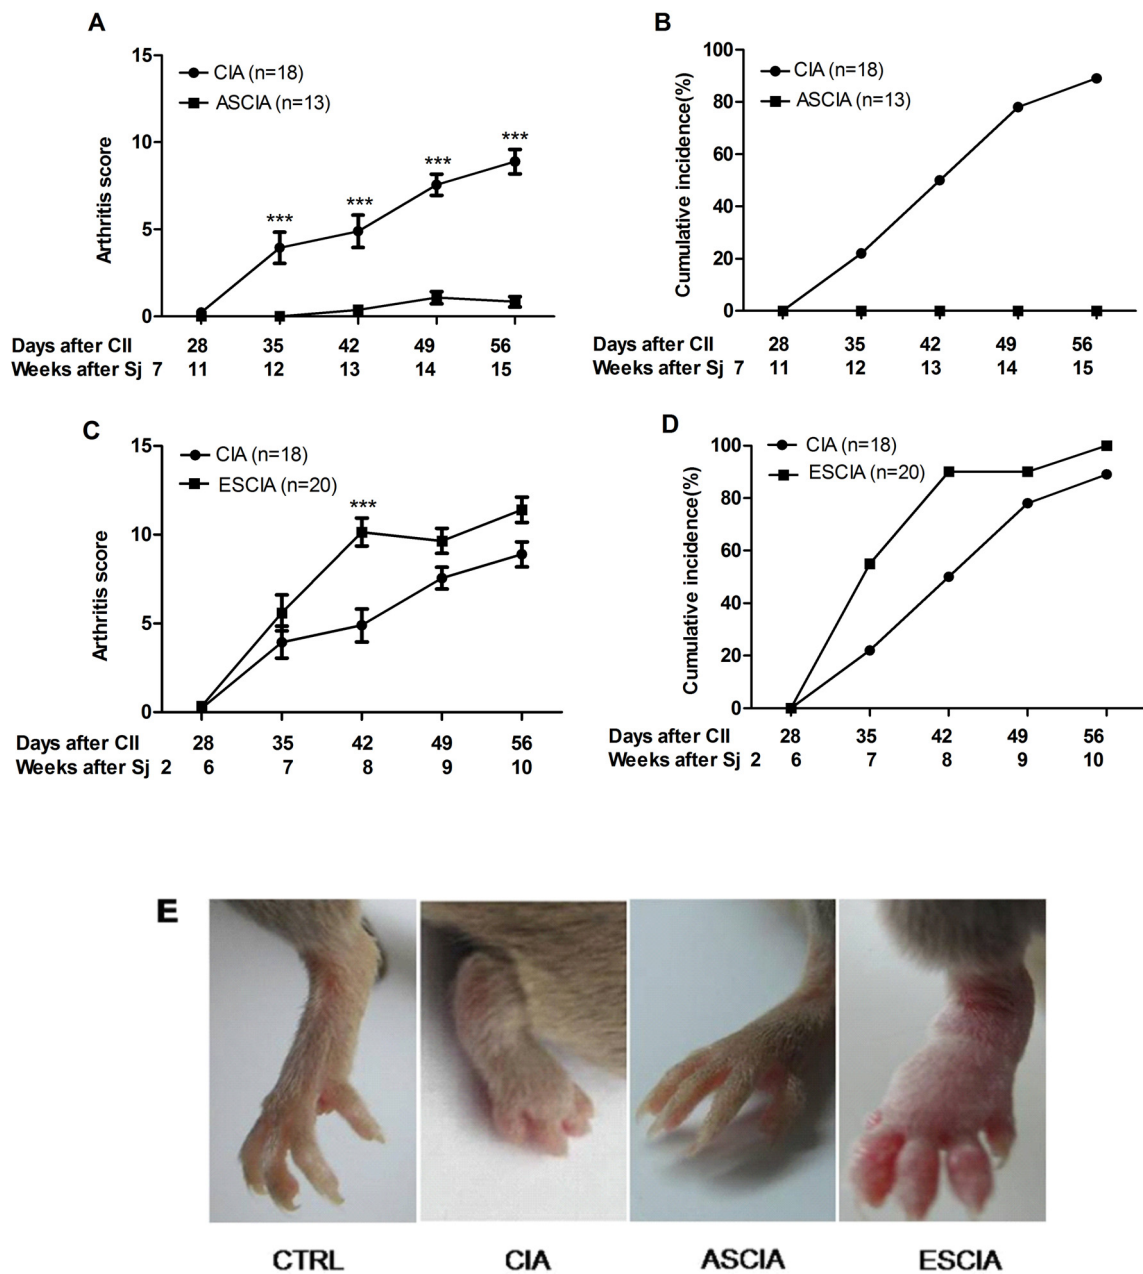 A
15
10
5
0
Arthritis score
CIA (n=18)
ASCIA (n=13)
*** *** *** ***
Days after CII 28 35 42 49 56
Weeks after Sj 7 11 12 13 14 15
B
100
80
60
40
20
0
Cumulative incidence(%)
CIA (n=18)
ASCIA (n=13)
Days after CII 28 35 42 49 56
Weeks after Sj 7 11 12 13 14 15
C
15
10
5
0
Arthritis score
CIA (n=18)
ESCIA (n=20)
***
Days after CII 28 35 42 49 56
Weeks after Sj 2 6 7 8 9 10
D
100
80
60
40
20
0
Cumulative incidence(%)
CIA (n=18)
ESCIA (n=20)
Days after CII 28 35 42 49 56
Weeks after Sj 2 6 7 8 9 10
E
CTRL CIA ASCIA ESCIA